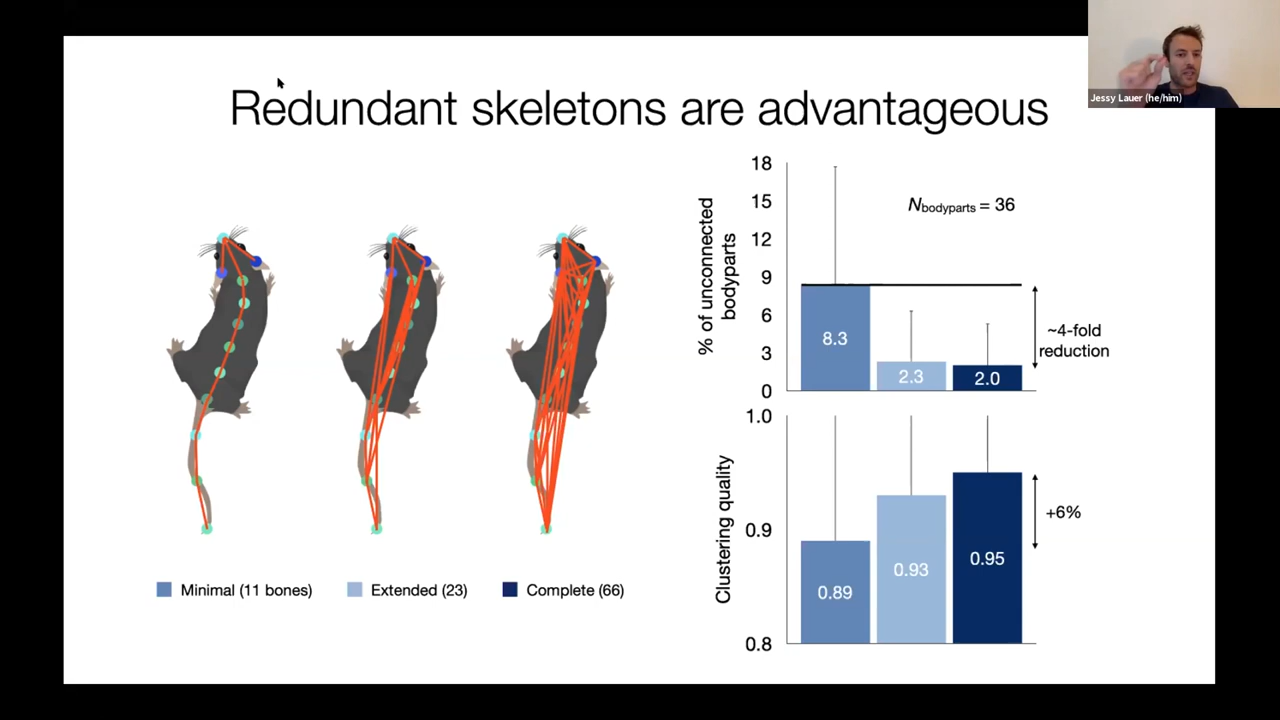 Jessy Lauer (he/him)
Redundant skeletons are advantageous
Minimal (11 bones)
Extended (23)
Complete (66)
% of unconnected
bodyparts
18
15
12
9
6
3
0
Nbodyparts = 36
8.3
2.3
2.0
~4-fold
reduction
Clustering quality
1.0
0.9
0.8
0.89
0.93
0.95
+6%